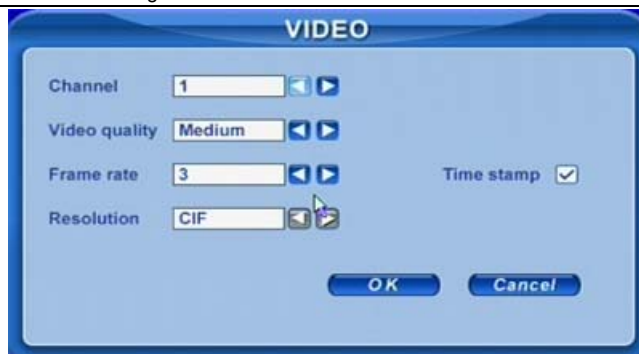 VIDEO
Channel 1
Video quality Medium
Frame rate 3 Time stamp
Resolution CIF
OK Cancel